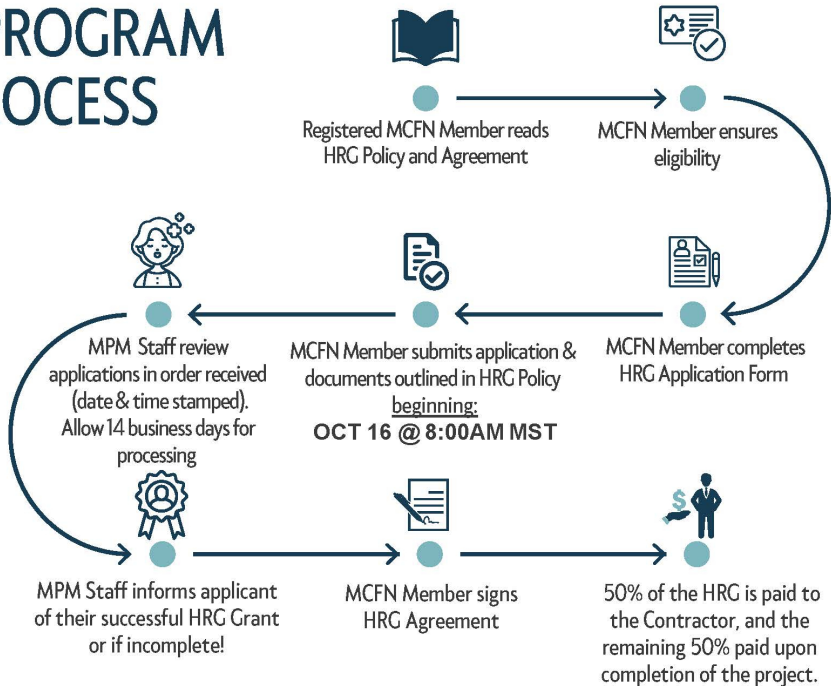 PROGRAM
OCESS
Registered MCFN Member reads
HRG Policy and Agreement
MCFN Member ensures
eligibility
MCFN Member completes
HRG Application Form
MCFN Member submits application &
documents outlined in HRG Policy
beginning:
OCT 16 @ 8:00AM MST
MPM Staff review
applications in order received
(date & time stamped).
Allow 14 business days for
processing
MPM Staff informs applicant
of their successful HRG Grant
or if incomplete!
MCFN Member signs
HRG Agreement
$
50% of the HRG is paid to
the Contractor, and the
remaining 50% paid upon
completion of the project.